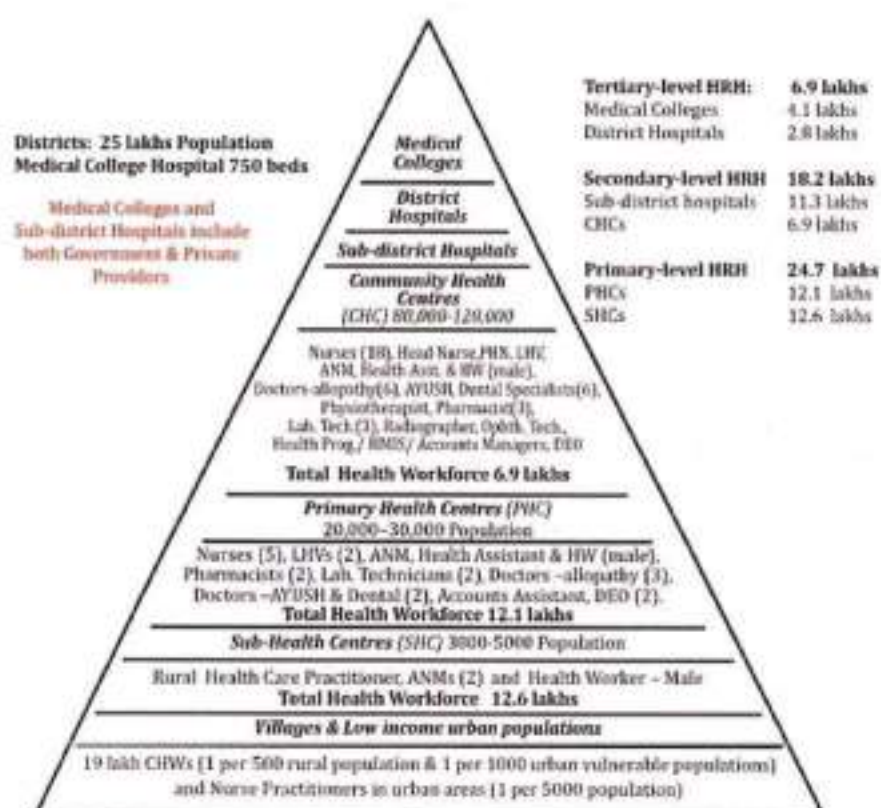 Districts: 25 lakhs Population
Medical College Hospital 750 beds
Medical Colleges and
Sub-district Hospitals include
both Government & Private
Providers
Tertiary-level HRH: 6.9 lakhs
Medical Colleges 4.1 lakhs
District Hospitals 2.8 lakhs
Secondary-level HRH 18.2 lakhs
Sub-district hospitals 11.3 lakhs
CHCs 6.9 lakhs
Primary-level HRH 24.7 lakhs
PHCs 12.1 lakhs
SHCs 12.6 lakhs
Medical
Colleges
District
Hospitals
Sub-district Hospitals
Community Health
Centres
(CHC) 80,000-120,000
Nurses (18), Head Nurse,PHN, LHV,
ANM, Health Asst. & HW (male),
Doctors-allopathy(6), AYUSH, Dental Specialists(6),
Physiotherapist, Pharmacist(3),
Lab. Tech.(3), Radiographer, Ophth. Tech.,
Health Prog./ HMIS/ Accounts Managers, DEO
Total Health Workforce 6.9 lakhs
Primary Health Centres (PHC)
20,000–30,000 Population
Nurses (5), LHVs (2), ANM, Health Assistant & HW (male),
Pharmacists (2), Lab. Technicians (2), Doctors –allopathy (3),
Doctors –AYUSH & Dental (2), Accounts Assistant, DEO (2).
Total Health Workforce 12.1 lakhs
Sub-Health Centres (SHC) 3000-5000 Population
Rural Health Care Practitioner, ANMs (2) and Health Worker – Male
Total Health Workforce 12.6 lakhs
Villages & Low income urban populations
19 lakh CHWs (1 per 500 rural population & 1 per 1000 urban vulnerable populations)
and Nurse Practitioners in urban areas (1 per 5000 population)